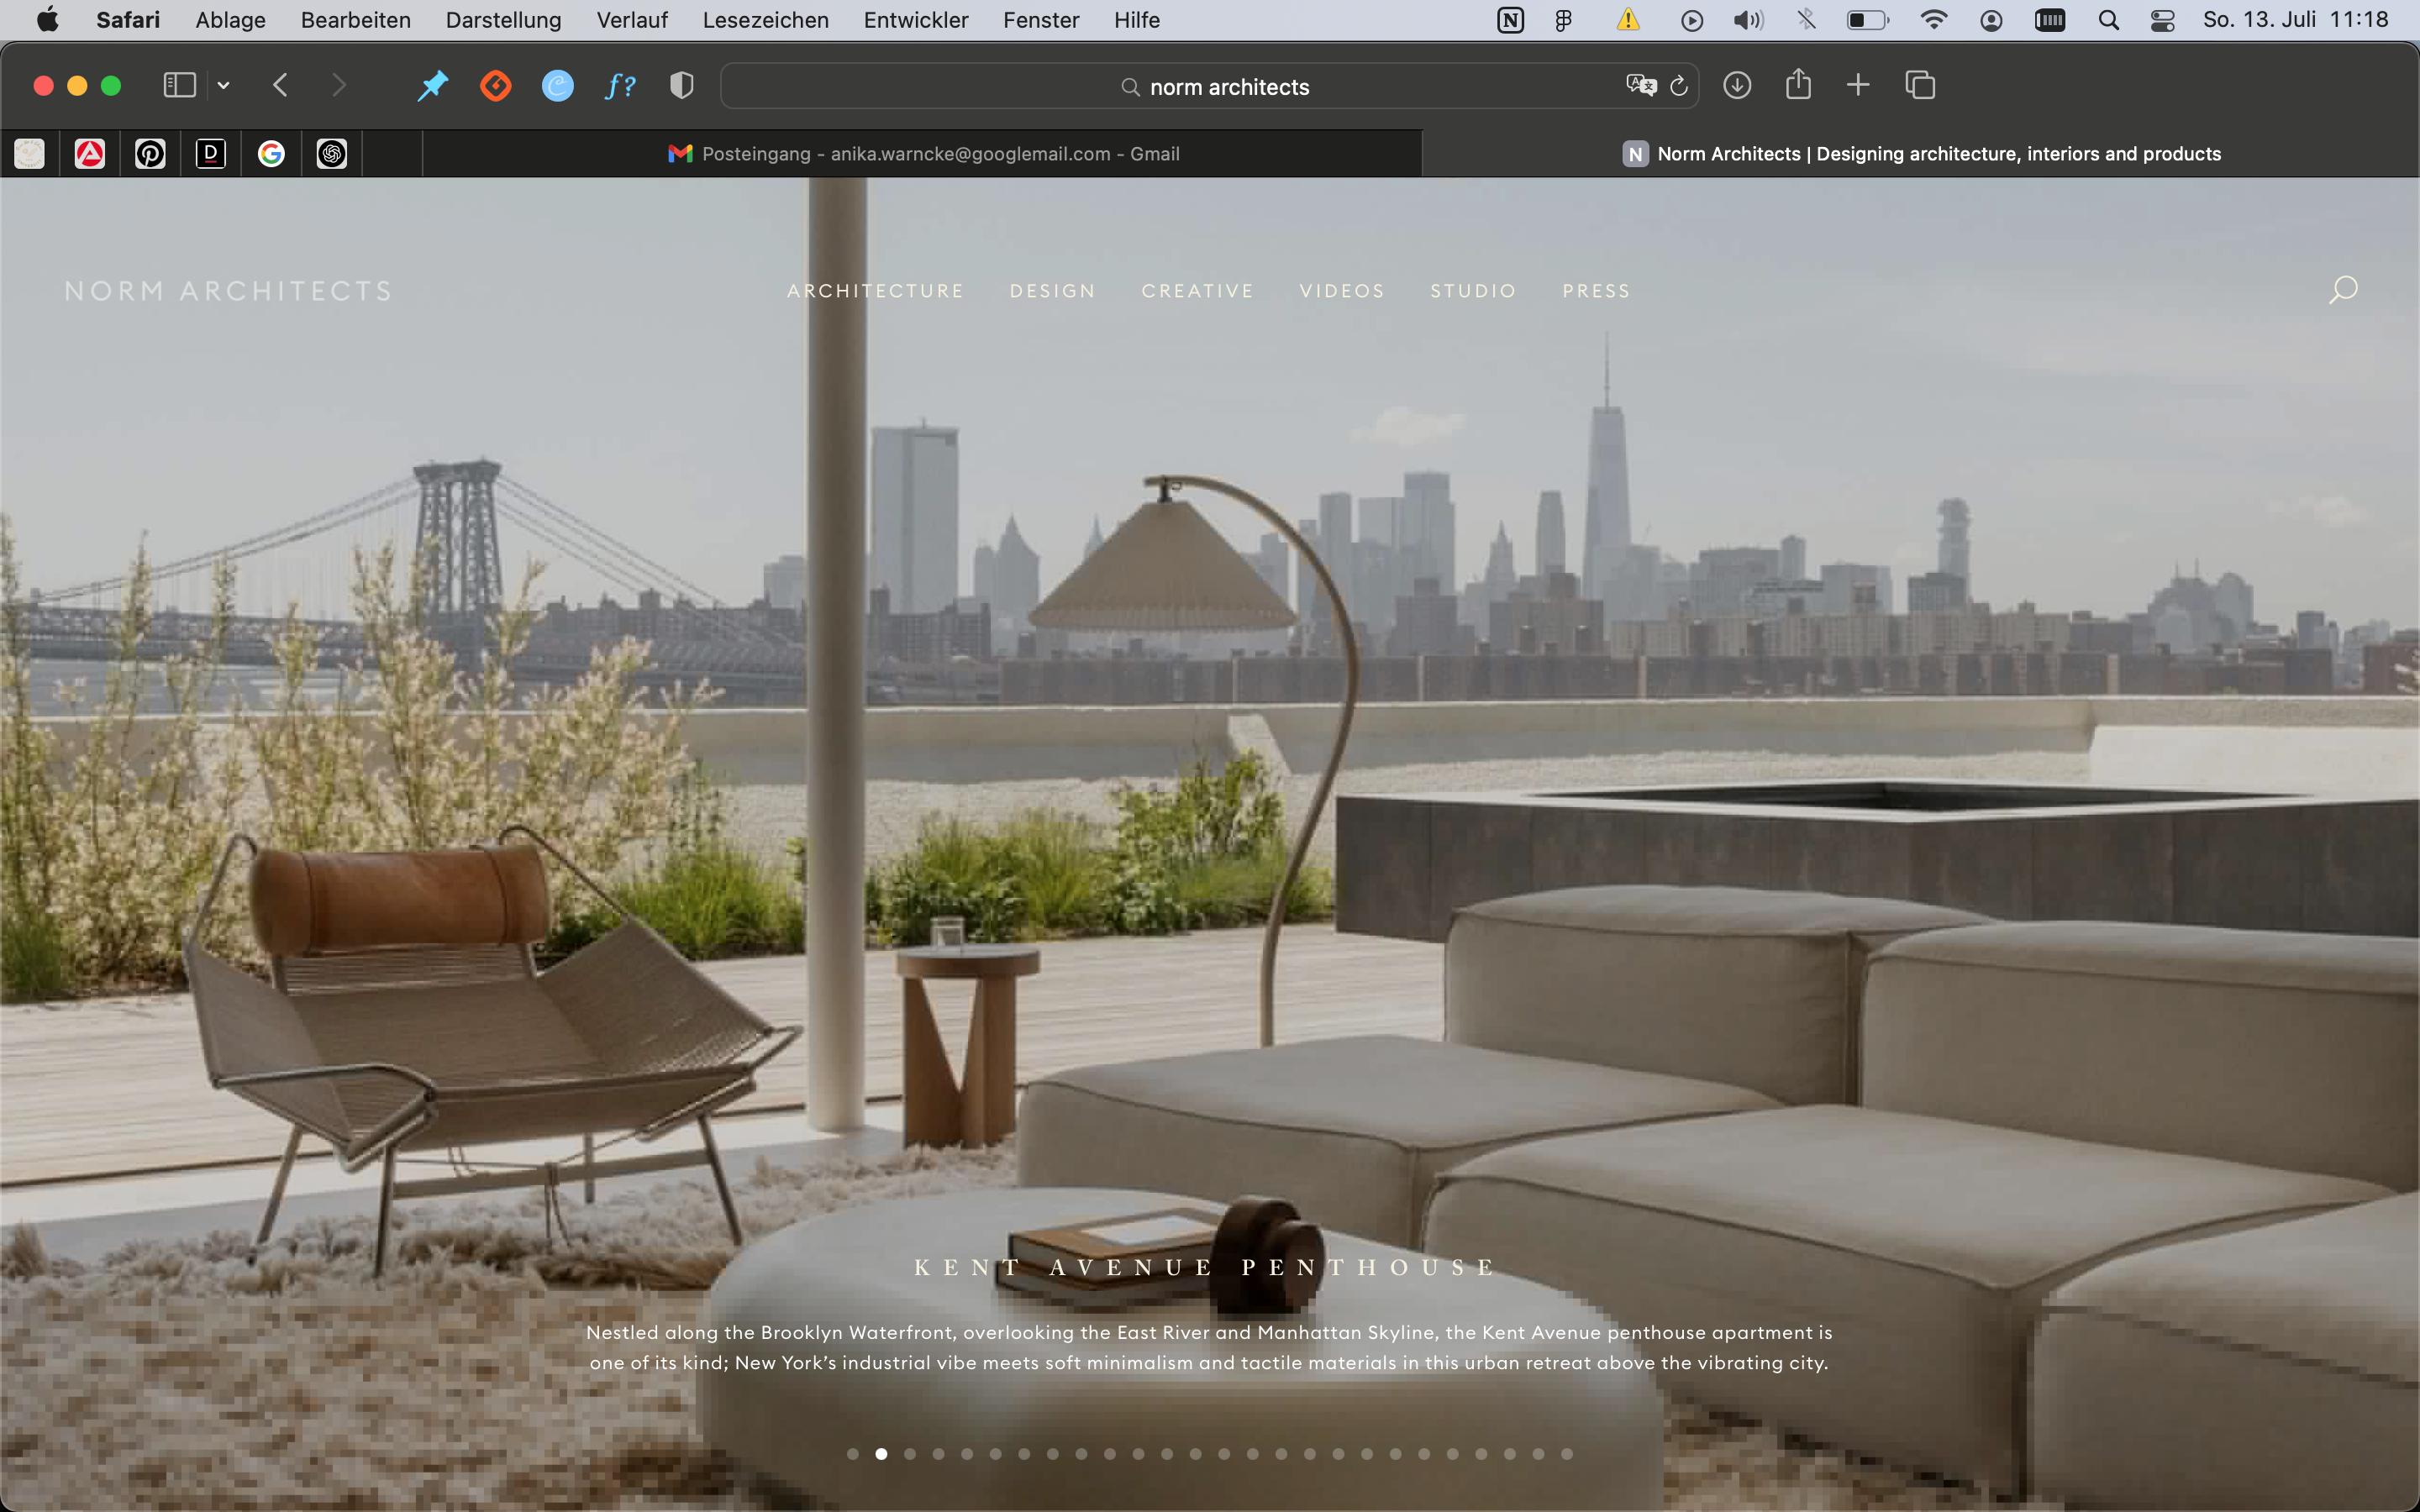 Safari Ablage Bearbeiten Darstellung Verlauf Lesezeichen Entwickler Fenster Hilfe So. 13. Juli 11:18
norm architects
Posteingang - anika.warncke@googlemail.com - Gmail
Norm Architects | Designing architecture, interiors and products
NORM ARCHITECTS
ARCHITECTURE DESIGN CREATIVE VIDEOS STUDIO PRESS
KENT AVENUE PENTHOUSE
Nestled along the Brooklyn Waterfront, overlooking the East River and Manhattan Skyline, the Kent Avenue penthouse apartment is
one of its kind; New York’s industrial vibe meets soft minimalism and tactile materials in this urban retreat above the vibrating city.